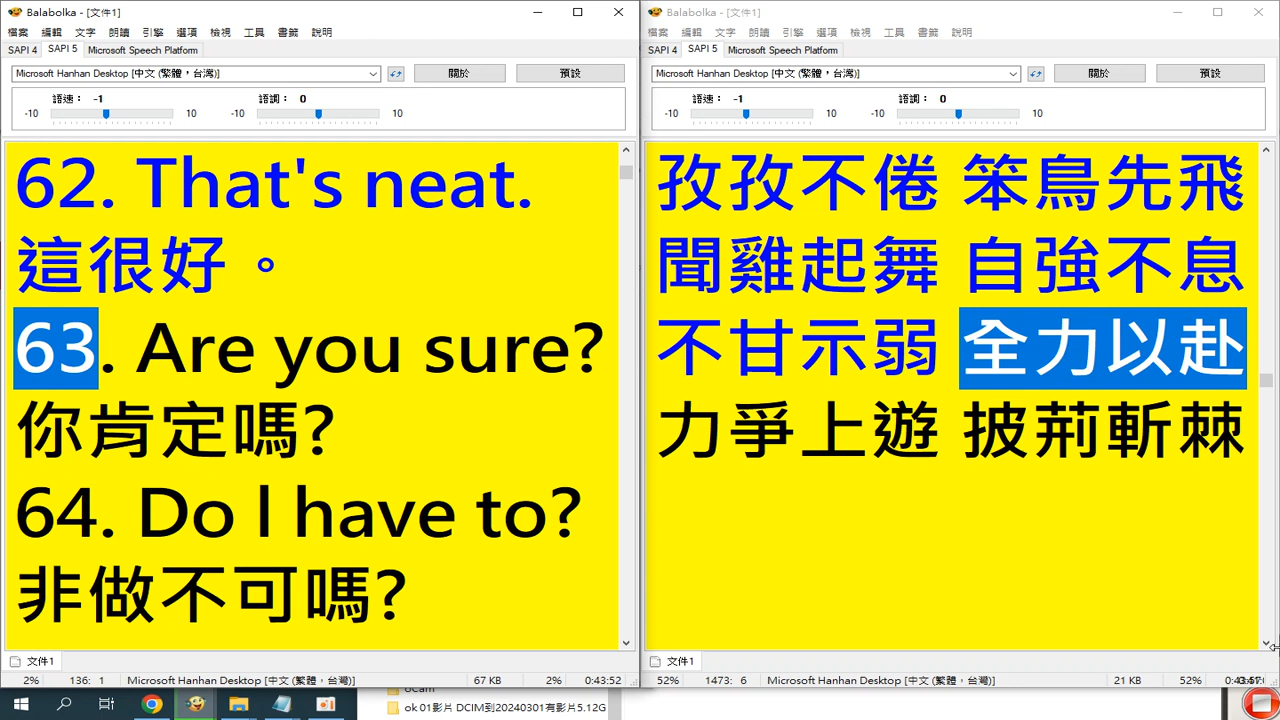 Balabolka - [文件1]
檔案 編輯 文字 朗讀 引擎 選項 檢視 工具 書籤 說明
SAPI 4 SAPI 5 Microsoft Speech Platform
Microsoft Hanhan Desktop [中文 (繁體，台灣)] 關於 預設
語速： -1 語調： 0
-10 10 -10 10
62. That's neat.
這很好。
63. Are you sure?
你肯定嗎?
64. Do l have to?
非做不可嗎?
文件1
2% 136: 1 Microsoft Hanhan Desktop [中文 (繁體，台灣)] 67 KB 2% 0:43:52
Balabolka - [文件1]
檔案 編輯 文字 朗讀 引擎 選項 檢視 工具 書籤 說明
SAPI 4 SAPI 5 Microsoft Speech Platform
Microsoft Hanhan Desktop [中文 (繁體，台灣)] 關於 預設
語速： -1 語調： 0
-10 10 -10 10
孜孜不倦 笨鳥先飛
聞雞起舞 自強不息
不甘示弱 全力以赴
力爭上遊 披荊斬棘
文件1
52% 1473: 6 Microsoft Hanhan Desktop [中文 (繁體，台灣)] 21 KB 52%
ok 01影片 DCIM到20240301有影片5.12G